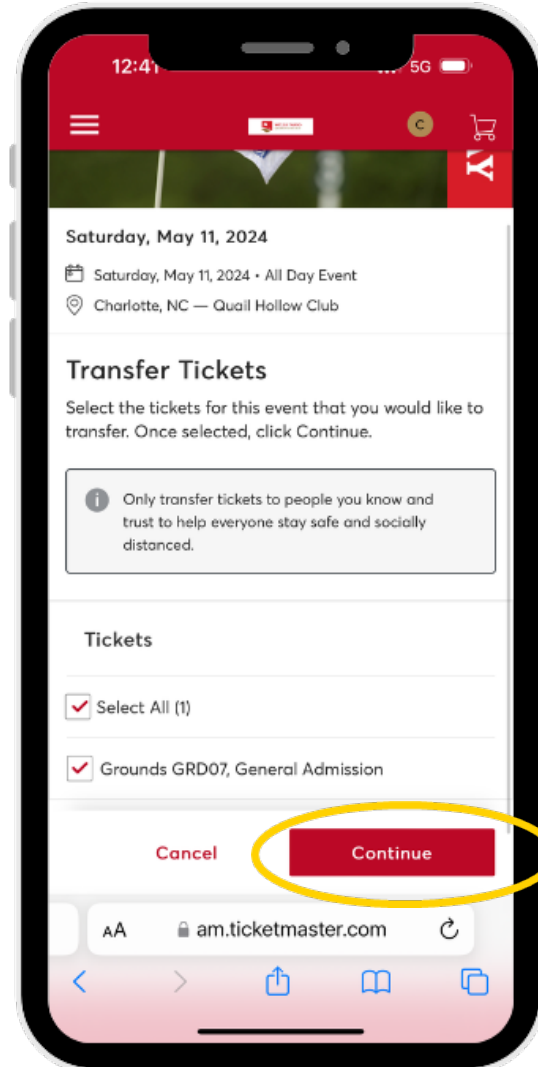 12:41
5G
C
Saturday, May 11, 2024
Saturday, May 11, 2024 • All Day Event
Charlotte, NC — Quail Hollow Club
Transfer Tickets
Select the tickets for this event that you would like to
transfer. Once selected, click Continue.
Only transfer tickets to people you know and
trust to help everyone stay safe and socially
distanced.
Tickets
Select All (1)
Grounds GRD07, General Admission
Cancel Continue
AA am.ticketmaster.com